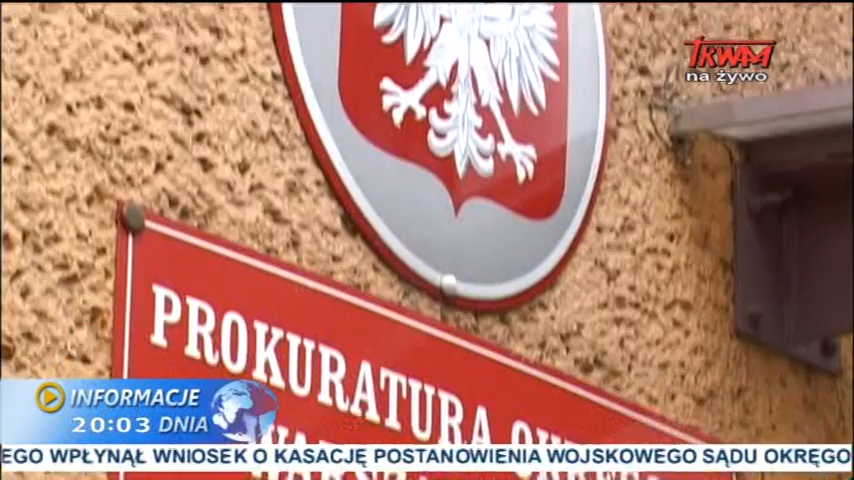 TRWAM
na żywo
PROKURATURA
INFORMACJE
20:03 DNIA
EGO WPŁYNĄŁ WNIOSEK O KASACJĘ POSTANOWIENIA WOJSKOWEGO SĄDU OKRĘGO